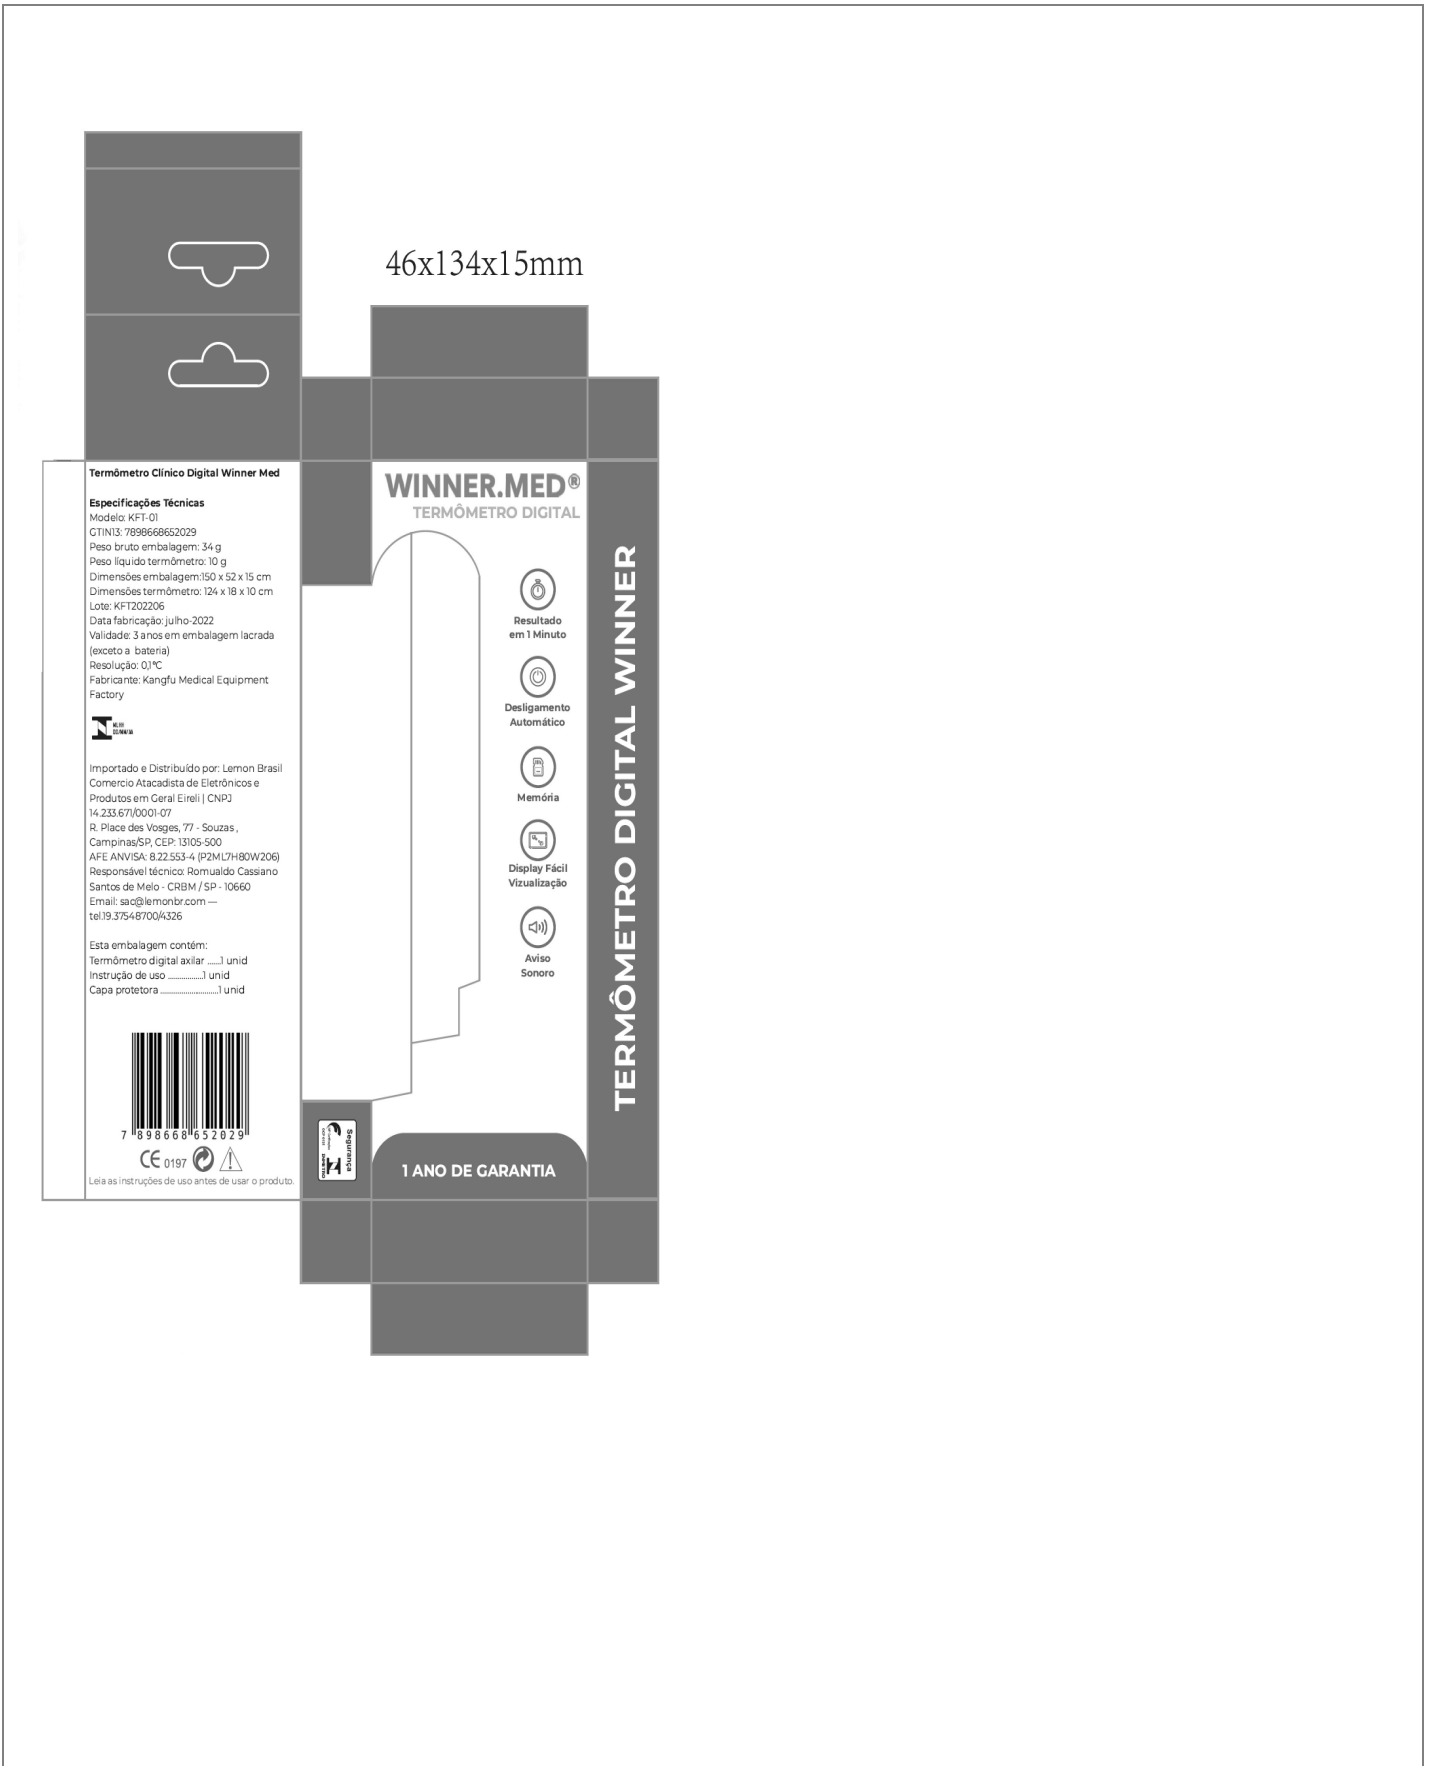 46x134x15mm
Termômetro Clínico Digital Winner Med
Especificações Técnicas
Modelo: KFT-01
GTIN13: 7898668652029
Peso bruto embalagem: 34 g
Peso líquido termômetro: 10 g
Dimensões embalagem:150 x 52 x 15 cm
Dimensões termômetro: 124 x 18 x 10 cm
Lote: KFT202206
Data fabricação: julho-2022
Validade: 3 anos em embalagem lacrada
(exceto a bateria)
Resolução: 0,1°C
Fabricante: Kangfu Medical Equipment
Factory
Importado e Distribuído por: Lemon Brasil
Comercio Atacadista de Eletrônicos e
Produtos em Geral Eireli | CNPJ
14.233.671/0001-07
R. Place des Vosges, 77 - Souzas ,
Campinas/SP, CEP: 13105-500
AFE ANVISA: 8.22.553-4 (P2ML7H80W206)
Responsável técnico: Romualdo Cassiano
Santos de Melo - CRBM / SP - 10660
Email: sac@lemonbr.com —
tel.19.37548700/4326
Esta embalagem contém:
Termômetro digital axilar ......1 unid
Instrução de uso .................1 unid
Capa protetora ............................1 unid
7 898668 652029
CE 0197
Leia as instruções de uso antes de usar o produto.
Segurança
INMETRO
WINNER.MED®
TERMÔMETRO DIGITAL
Resultado
em 1 Minuto
Desligamento
Automático
Memória
Display Fácil
Vizualização
Aviso
Sonoro
1 ANO DE GARANTIA
TERMÔMETRO DIGITAL WINNER